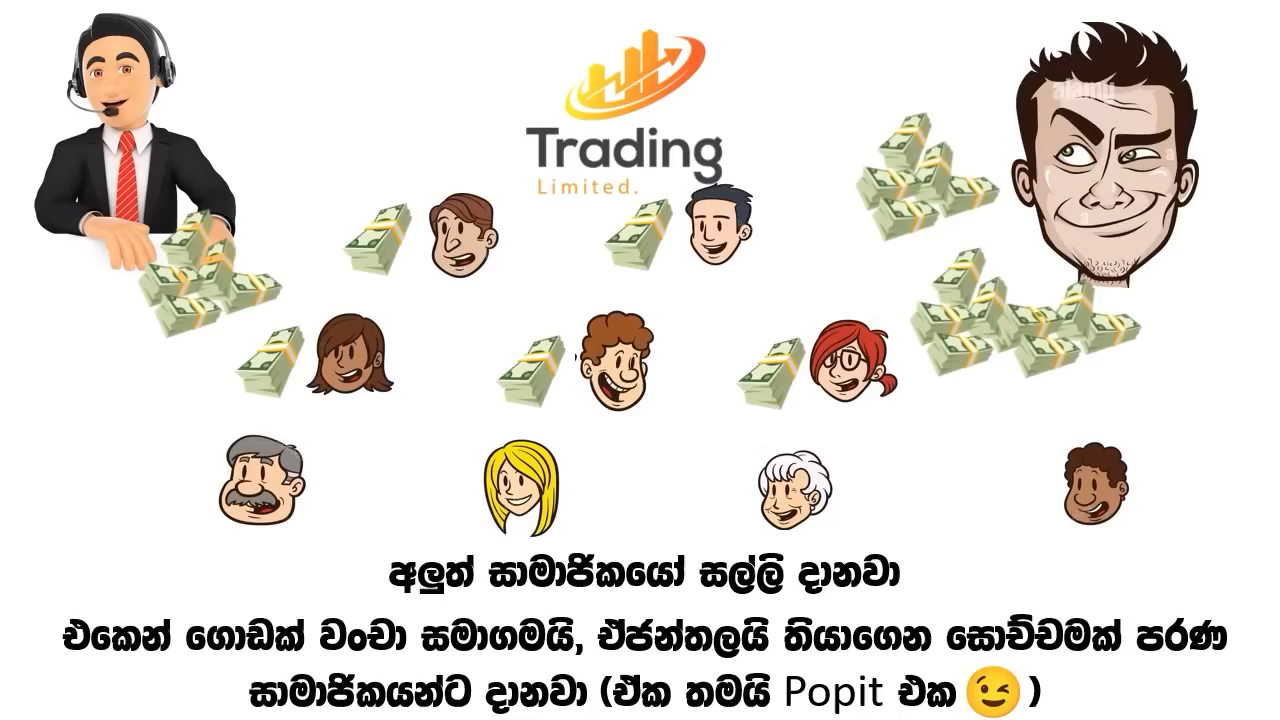 Trading
Limited.
alamy
a
a
අලුත් සාමාජිකයෝ සල්ලි දානවා
එකෙන් ගොඩක් වංචා සමාගමයි, ඒජන්තලයි තියාගෙන සොච්චමක් පරණ
සාමාජිකයන්ට දානවා (ඒක තමයි Popit එක 😉 )